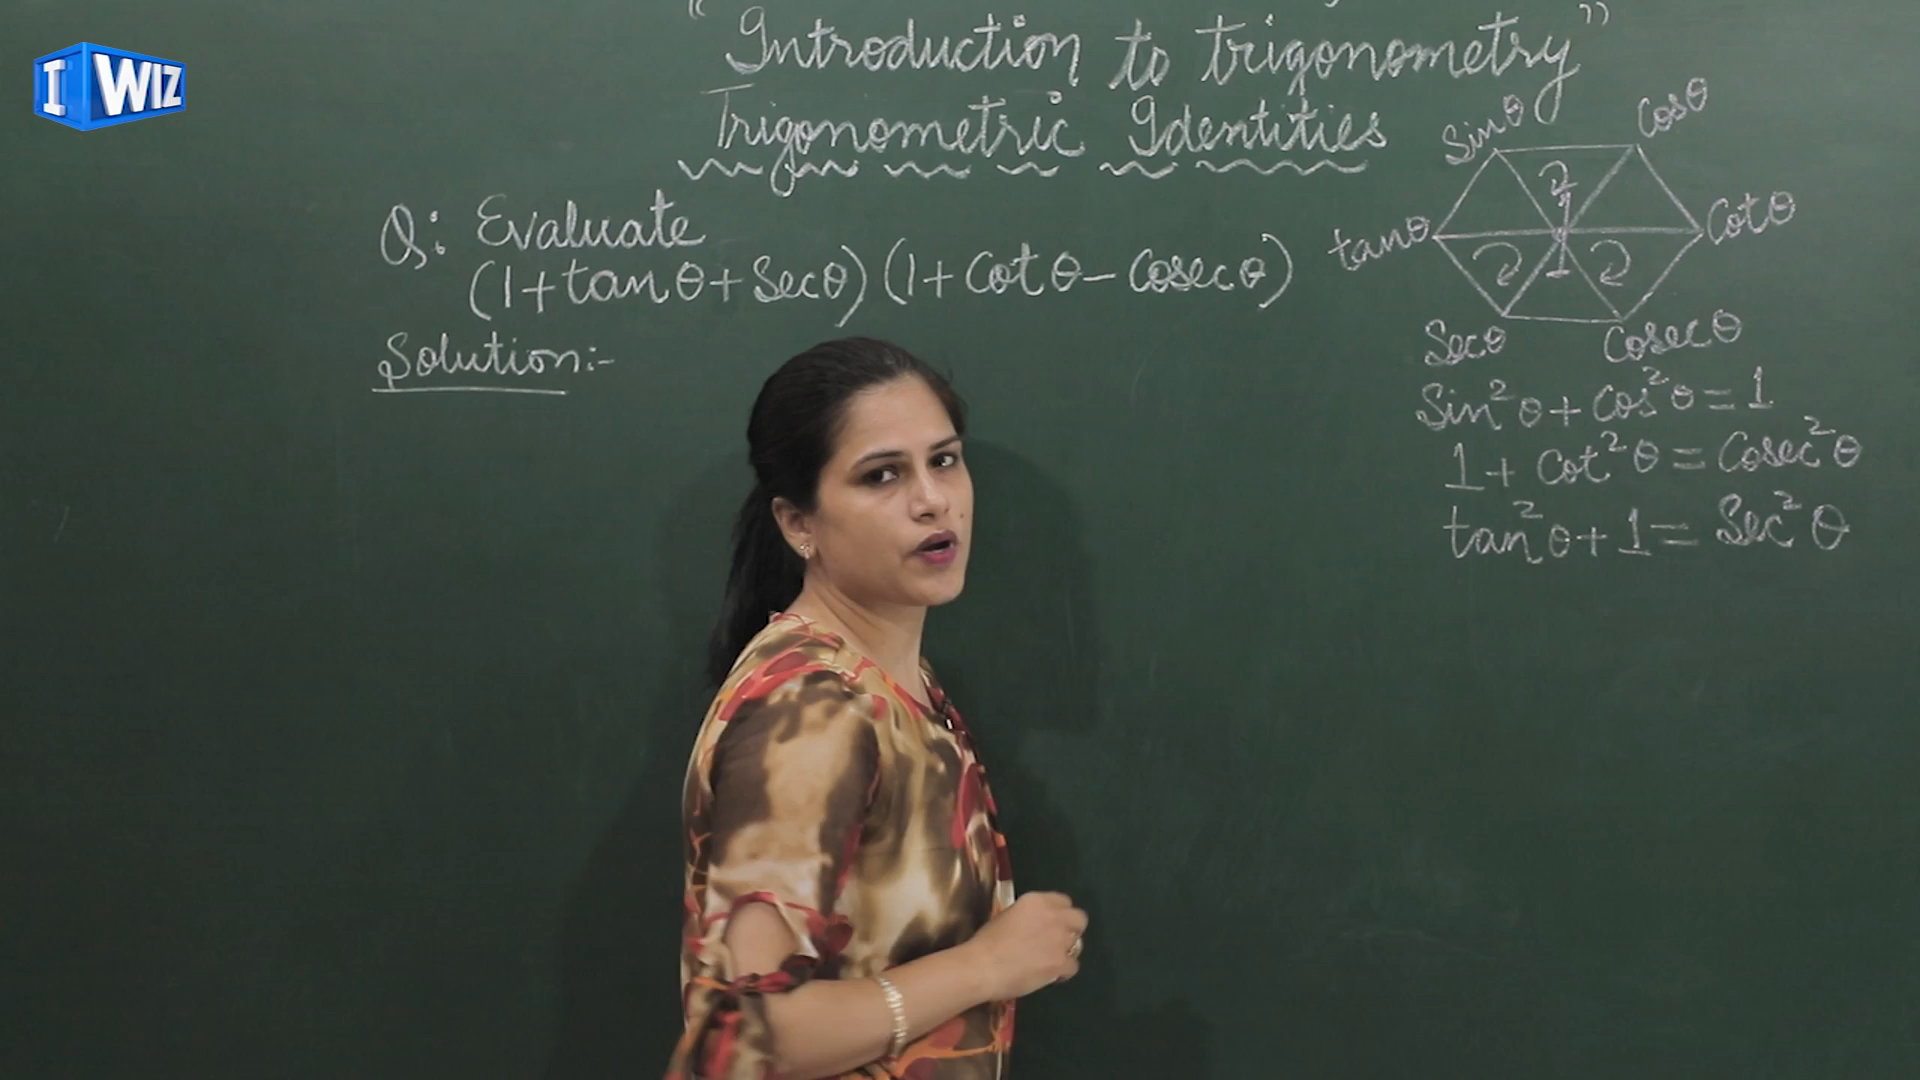 I WIZ
"Introduction to trigonometry"
Trigonometric Identities
Q: Evaluate
(1+tanθ+Secθ)(1+Cotθ-Cosecθ)
Solution:-
Sinθ Cosθ
tanθ 1 Cotθ
Secθ Cosecθ
Sin²θ+Cos²θ=1
1+Cot²θ=Cosec²θ
tan²θ+1=Sec²θ